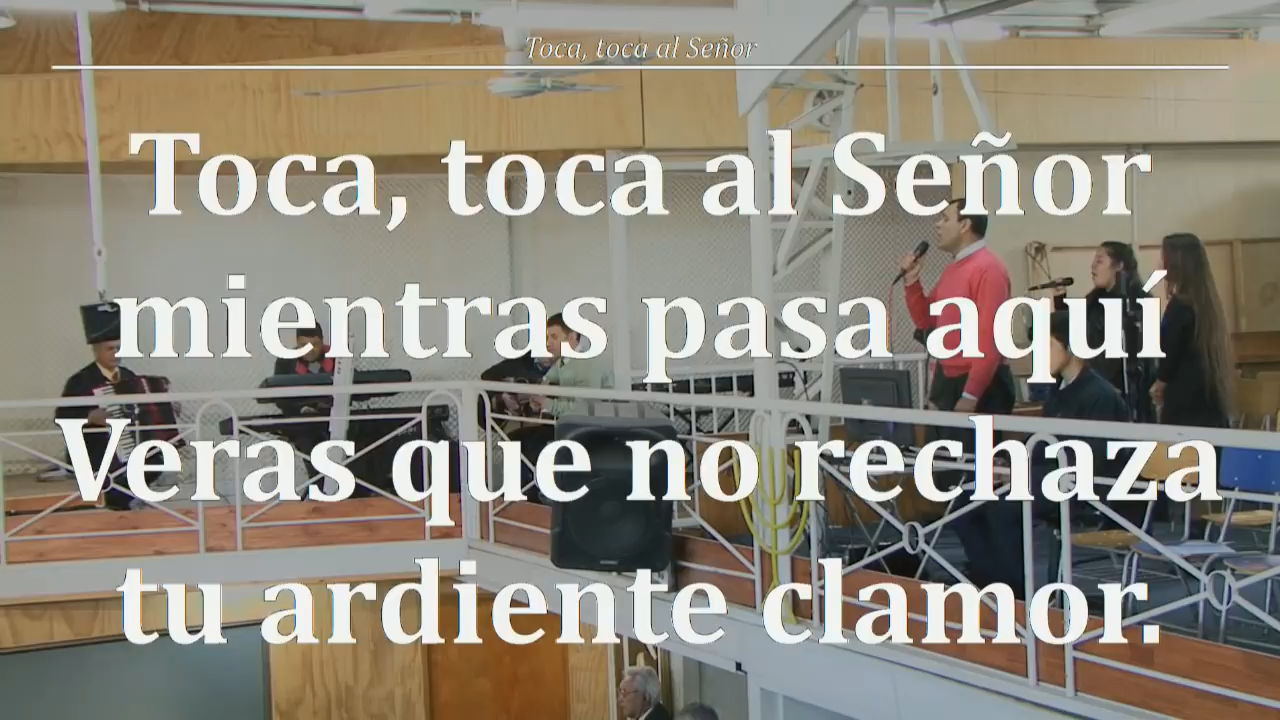 Toca, toca al Señor
Toca, toca al Señor
mientras pasa aquí
Veras que no rechaza
tu ardiente clamor.